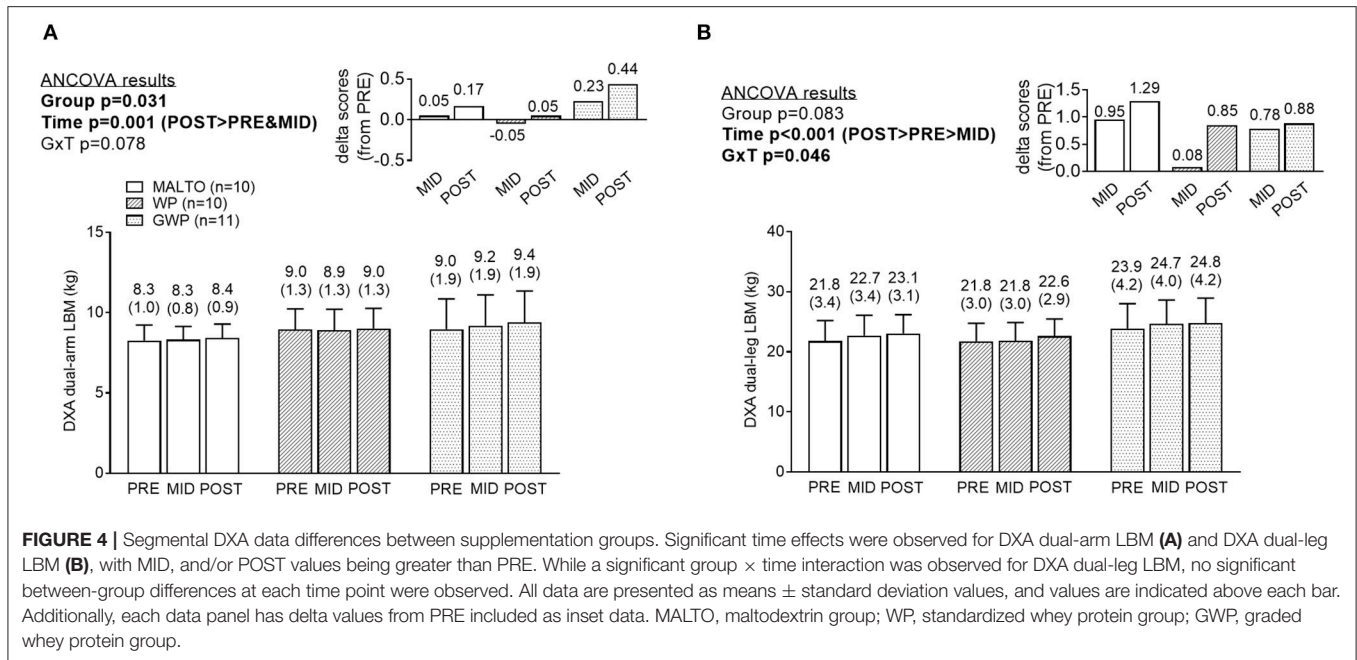 A
ANCOVA results
Group p=0.031
Time p=0.001 (POST>PRE&MID)
GxT p=0.078
delta scores
(from PRE)
0.5
0.0
-0.5
0.05
0.17
-0.05
0.05
0.23
0.44
MID
POST
MID
POST
MID
POST
MALTO (n=10)
WP (n=10)
GWP (n=11)
DXA dual-arm LBM (kg)
15
10
5
0
8.3
(1.0)
8.3
(0.8)
8.4
(0.9)
9.0
(1.3)
8.9
(1.3)
9.0
(1.3)
9.0
(1.9)
9.2
(1.9)
9.4
(1.9)
PRE MID POST
PRE MID POST
PRE MID POST
B
ANCOVA results
Group p=0.083
Time p<0.001 (POST>PRE>MID)
GxT p=0.046
delta scores
(from PRE)
1.5
1.0
0.5
0.0
0.95
1.29
0.08
0.85
0.78
0.88
MID
POST
MID
POST
MID
POST
DXA dual-leg LBM (kg)
40
30
20
10
0
21.8
(3.4)
22.7
(3.4)
23.1
(3.1)
21.8
(3.0)
21.8
(3.0)
22.6
(2.9)
23.9
(4.2)
24.7
(4.0)
24.8
(4.2)
PRE MID POST
PRE MID POST
PRE MID POST
FIGURE 4 | Segmental DXA data differences between supplementation groups. Significant time effects were observed for DXA dual-arm LBM (A) and DXA dual-leg
LBM (B), with MID, and/or POST values being greater than PRE. While a significant group × time interaction was observed for DXA dual-leg LBM, no significant
between-group differences at each time point were observed. All data are presented as means ± standard deviation values, and values are indicated above each bar.
Additionally, each data panel has delta values from PRE included as inset data. MALTO, maltodextrin group; WP, standardized whey protein group; GWP, graded
whey protein group.